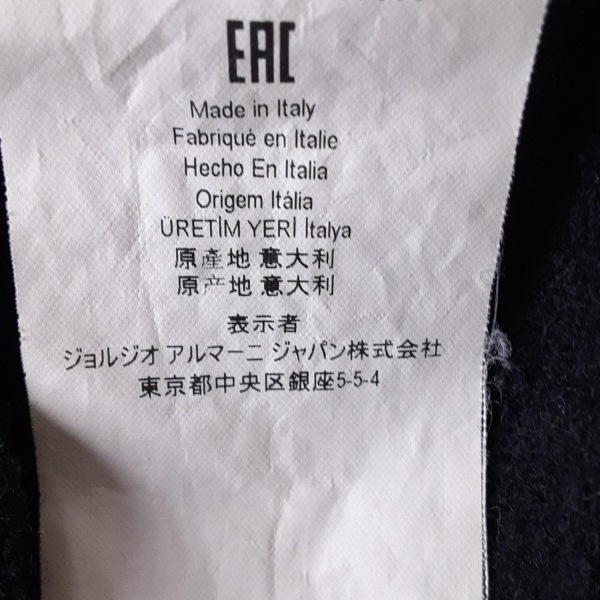 EAC
Made in Italy
Fabriqué en Italie
Hecho En Italia
Origem Itália
ÜRETİM YERİ İtalya
原產地 意大利
原产地 意大利
表示者
ジョルジオ アルマーニ ジャパン株式会社
東京都中央区銀座5-5-4